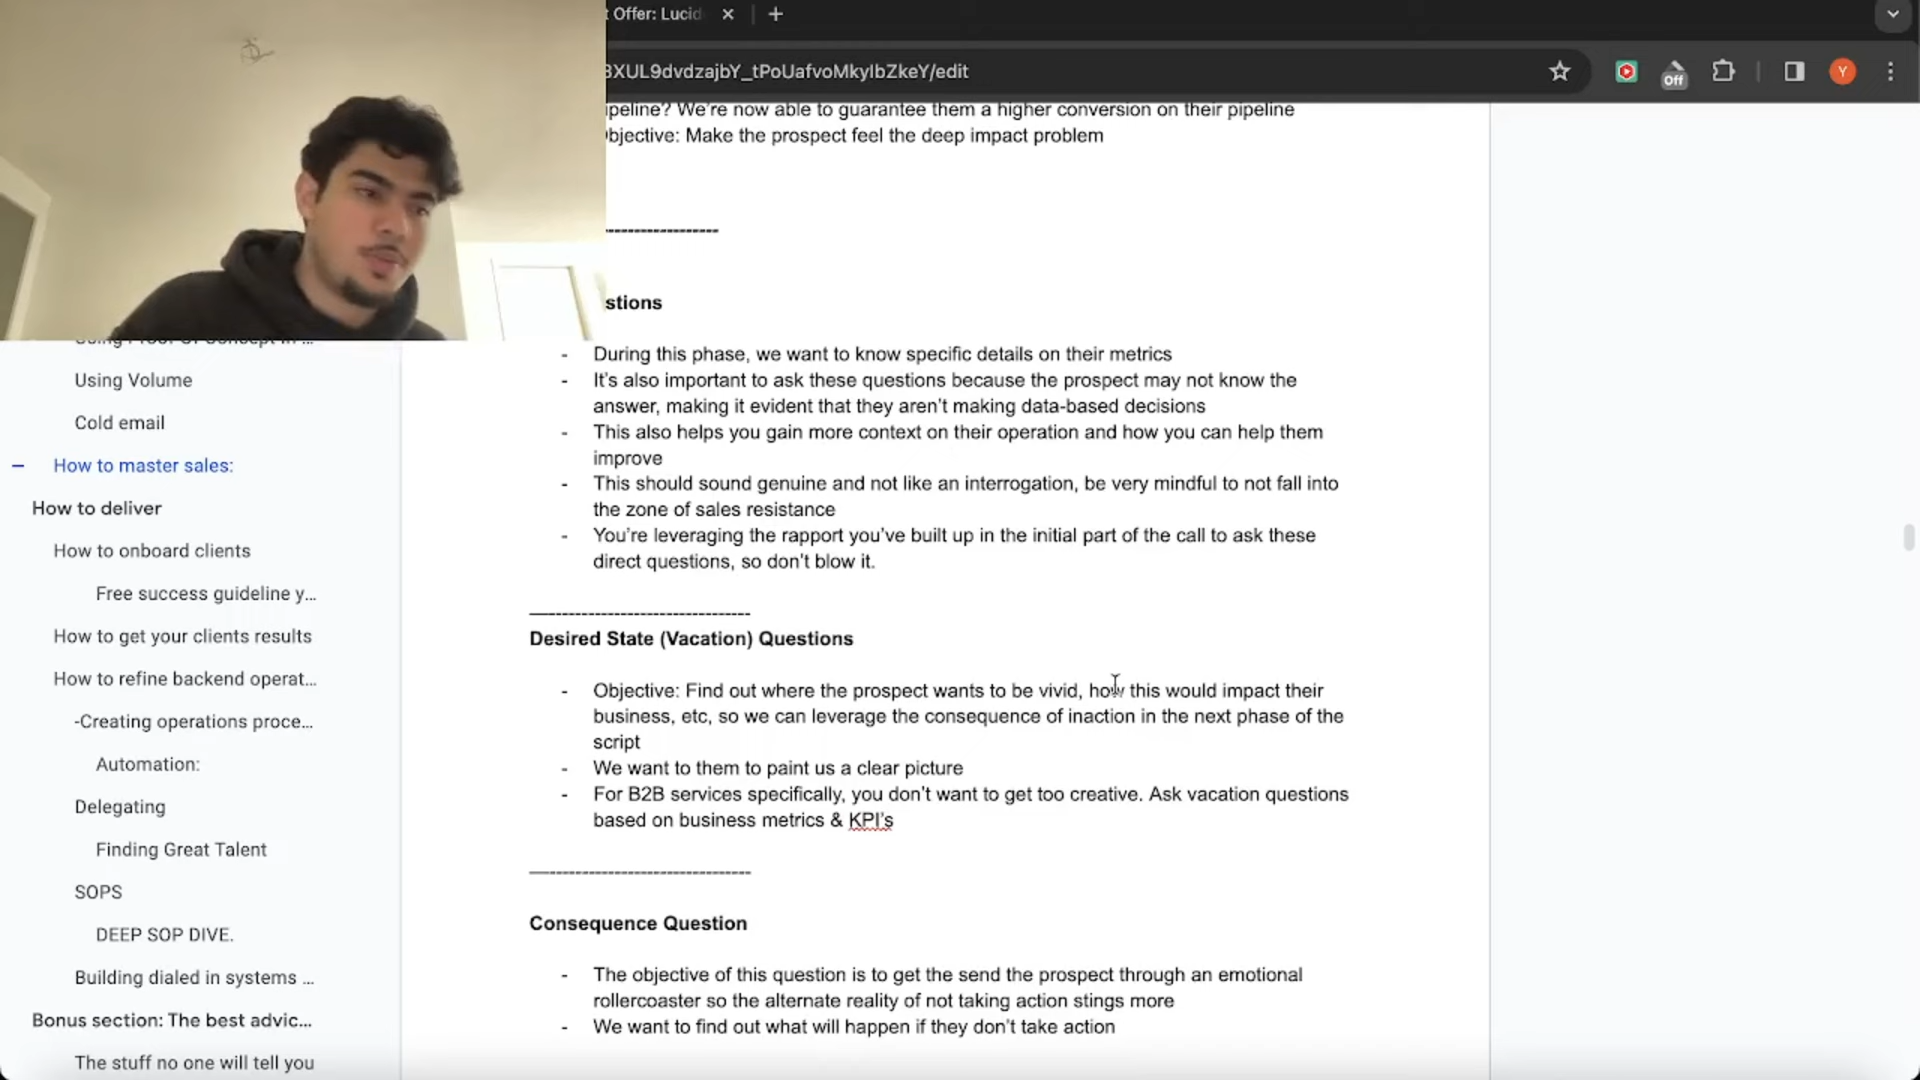 t Offer: Lucid
3XUL9dvdzajbY_tPoUafvoMkyIbZkeY/edit
Off
Y
peline? We're now able to guarantee them a higher conversion on their pipeline
bjective: Make the prospect feel the deep impact problem
-------------------
stions
- During this phase, we want to know specific details on their metrics
- It's also important to ask these questions because the prospect may not know the
answer, making it evident that they aren't making data-based decisions
- This also helps you gain more context on their operation and how you can help them
improve
- This should sound genuine and not like an interrogation, be very mindful to not fall into
the zone of sales resistance
- You're leveraging the rapport you've built up in the initial part of the call to ask these
direct questions, so don't blow it.
—-------------------------------
Desired State (Vacation) Questions
- Objective: Find out where the prospect wants to be vivid, how this would impact their
business, etc, so we can leverage the consequence of inaction in the next phase of the
script
- We want to them to paint us a clear picture
- For B2B services specifically, you don't want to get too creative. Ask vacation questions
based on business metrics & KPI's
—-------------------------------
Consequence Question
- The objective of this question is to get the send the prospect through an emotional
rollercoaster so the alternate reality of not taking action stings more
- We want to find out what will happen if they don't take action
Using Proof Of Concept in ...
Using Volume
Cold email
How to master sales:
How to deliver
How to onboard clients
Free success guideline y...
How to get your clients results
How to refine backend operat...
-Creating operations proce...
Automation:
Delegating
Finding Great Talent
SOPS
DEEP SOP DIVE.
Building dialed in systems ...
Bonus section: The best advic...
The stuff no one will tell you